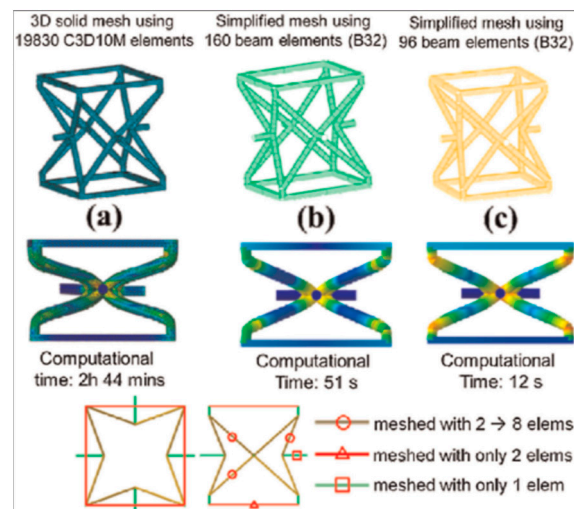 3D solid mesh using
19830 C3D10M elements
Simplified mesh using
160 beam elements (B32)
Simplified mesh using
96 beam elements (B32)
(a)
(b)
(c)
Computational
time: 2h 44 mins
Computational
Time: 51 s
Computational
Time: 12 s
meshed with 2 → 8 elems
meshed with only 2 elems
meshed with only 1 elem